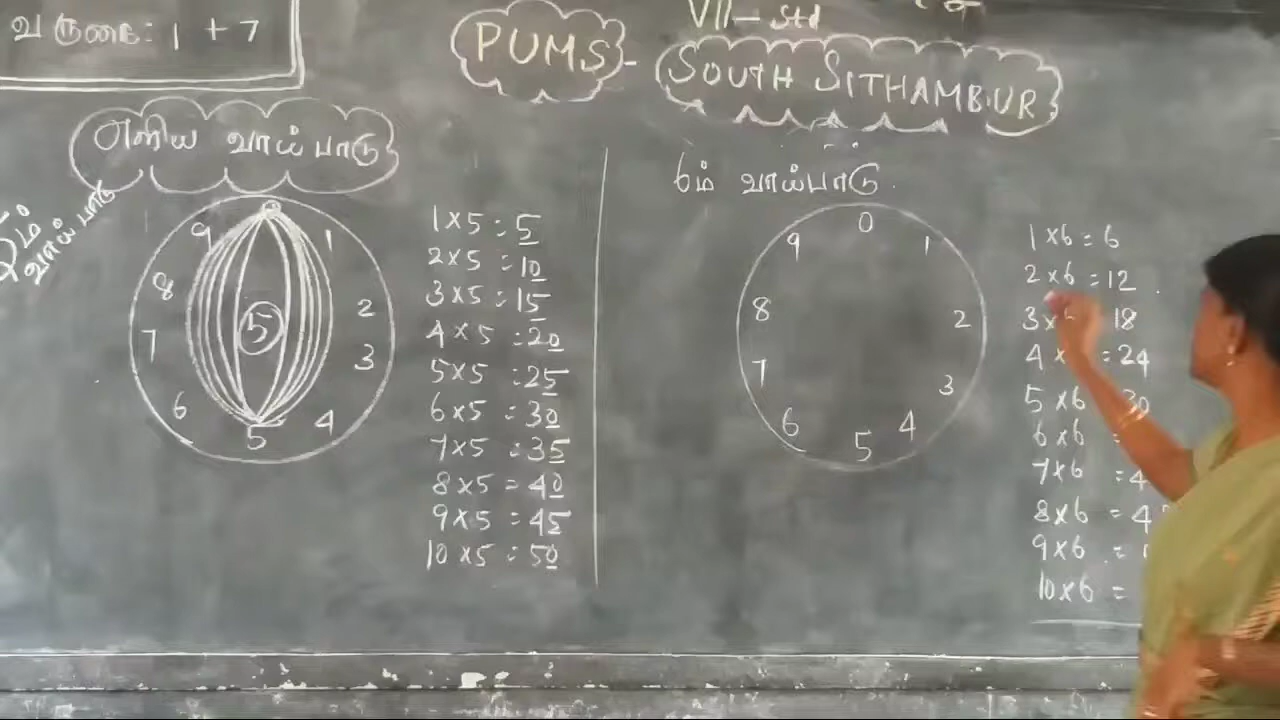 வருகை: 1 + 7
VII - Std
PUMS - SOUTH SITHAMBUR
எளிய வாய்பாடு
5ம் வாய்பாடு
0
9 1
8 2
7 3
6 4
5
5
1 × 5 = 5
2 × 5 = 10
3 × 5 = 15
4 × 5 = 20
5 × 5 = 25
6 × 5 = 30
7 × 5 = 35
8 × 5 = 40
9 × 5 = 45
10 × 5 = 50
6ம் வாய்பாடு.
0
9 1
8 2
7 3
6 4
5
1 × 6 = 6
2 × 6 = 12
3 × 18
4 × = 24
5 × 6 30
6 × 6 =
7 × 6 = 4
8 × 6 = 4
9 × 6 =
10 × 6 =